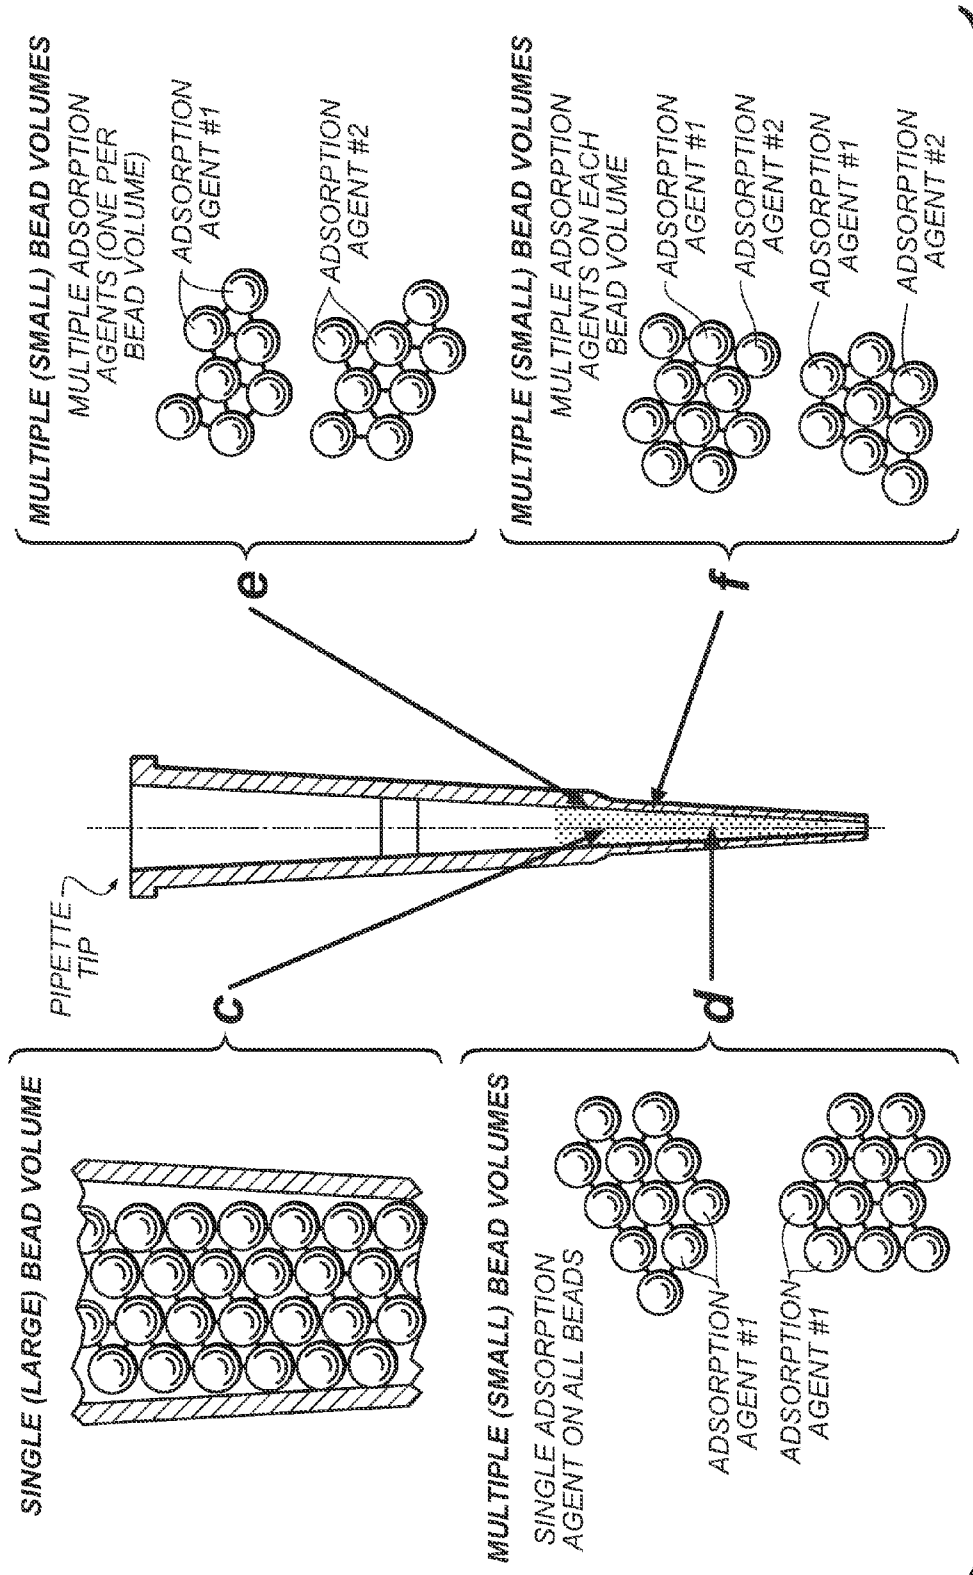 SINGLE (LARGE) BEAD VOLUME
PIPETTE
TIP
c
MULTIPLE (SMALL) BEAD VOLUMES
SINGLE ADSORPTION
AGENT ON ALL BEADS
ADSORPTION
AGENT #1
ADSORPTION
AGENT #1
d
MULTIPLE (SMALL) BEAD VOLUMES
MULTIPLE ADSORPTION
AGENTS (ONE PER
BEAD VOLUME)
ADSORPTION
AGENT #1
ADSORPTION
AGENT #2
e
MULTIPLE (SMALL) BEAD VOLUMES
MULTIPLE ADSORPTION
AGENTS ON EACH
BEAD VOLUME
ADSORPTION
AGENT #1
ADSORPTION
AGENT #2
ADSORPTION
AGENT #1
ADSORPTION
AGENT #2
f